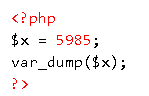 <?php
$x = 5985;
var_dump($x);
?>